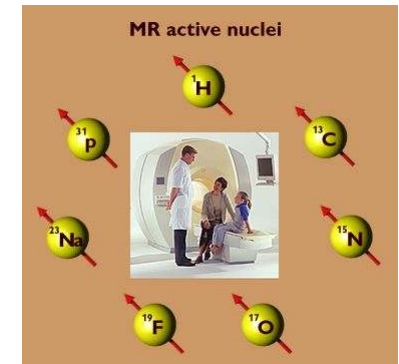 MR active nuclei
¹H
³¹P
¹³C
²³Na
¹⁵N
¹⁹F
¹⁷O